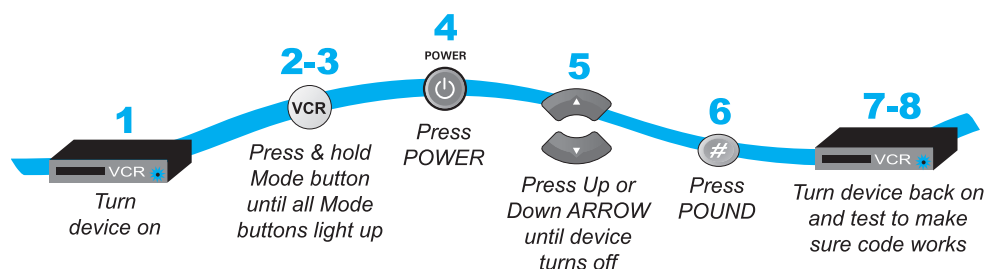 1
VCR
Turn
device on
2-3
VCR
Press & hold
Mode button
until all Mode
buttons light up
4
POWER
Press
POWER
5
Press Up or
Down ARROW
until device
turns off
6
#
Press
POUND
7-8
VCR
Turn device back on
and test to make
sure code works